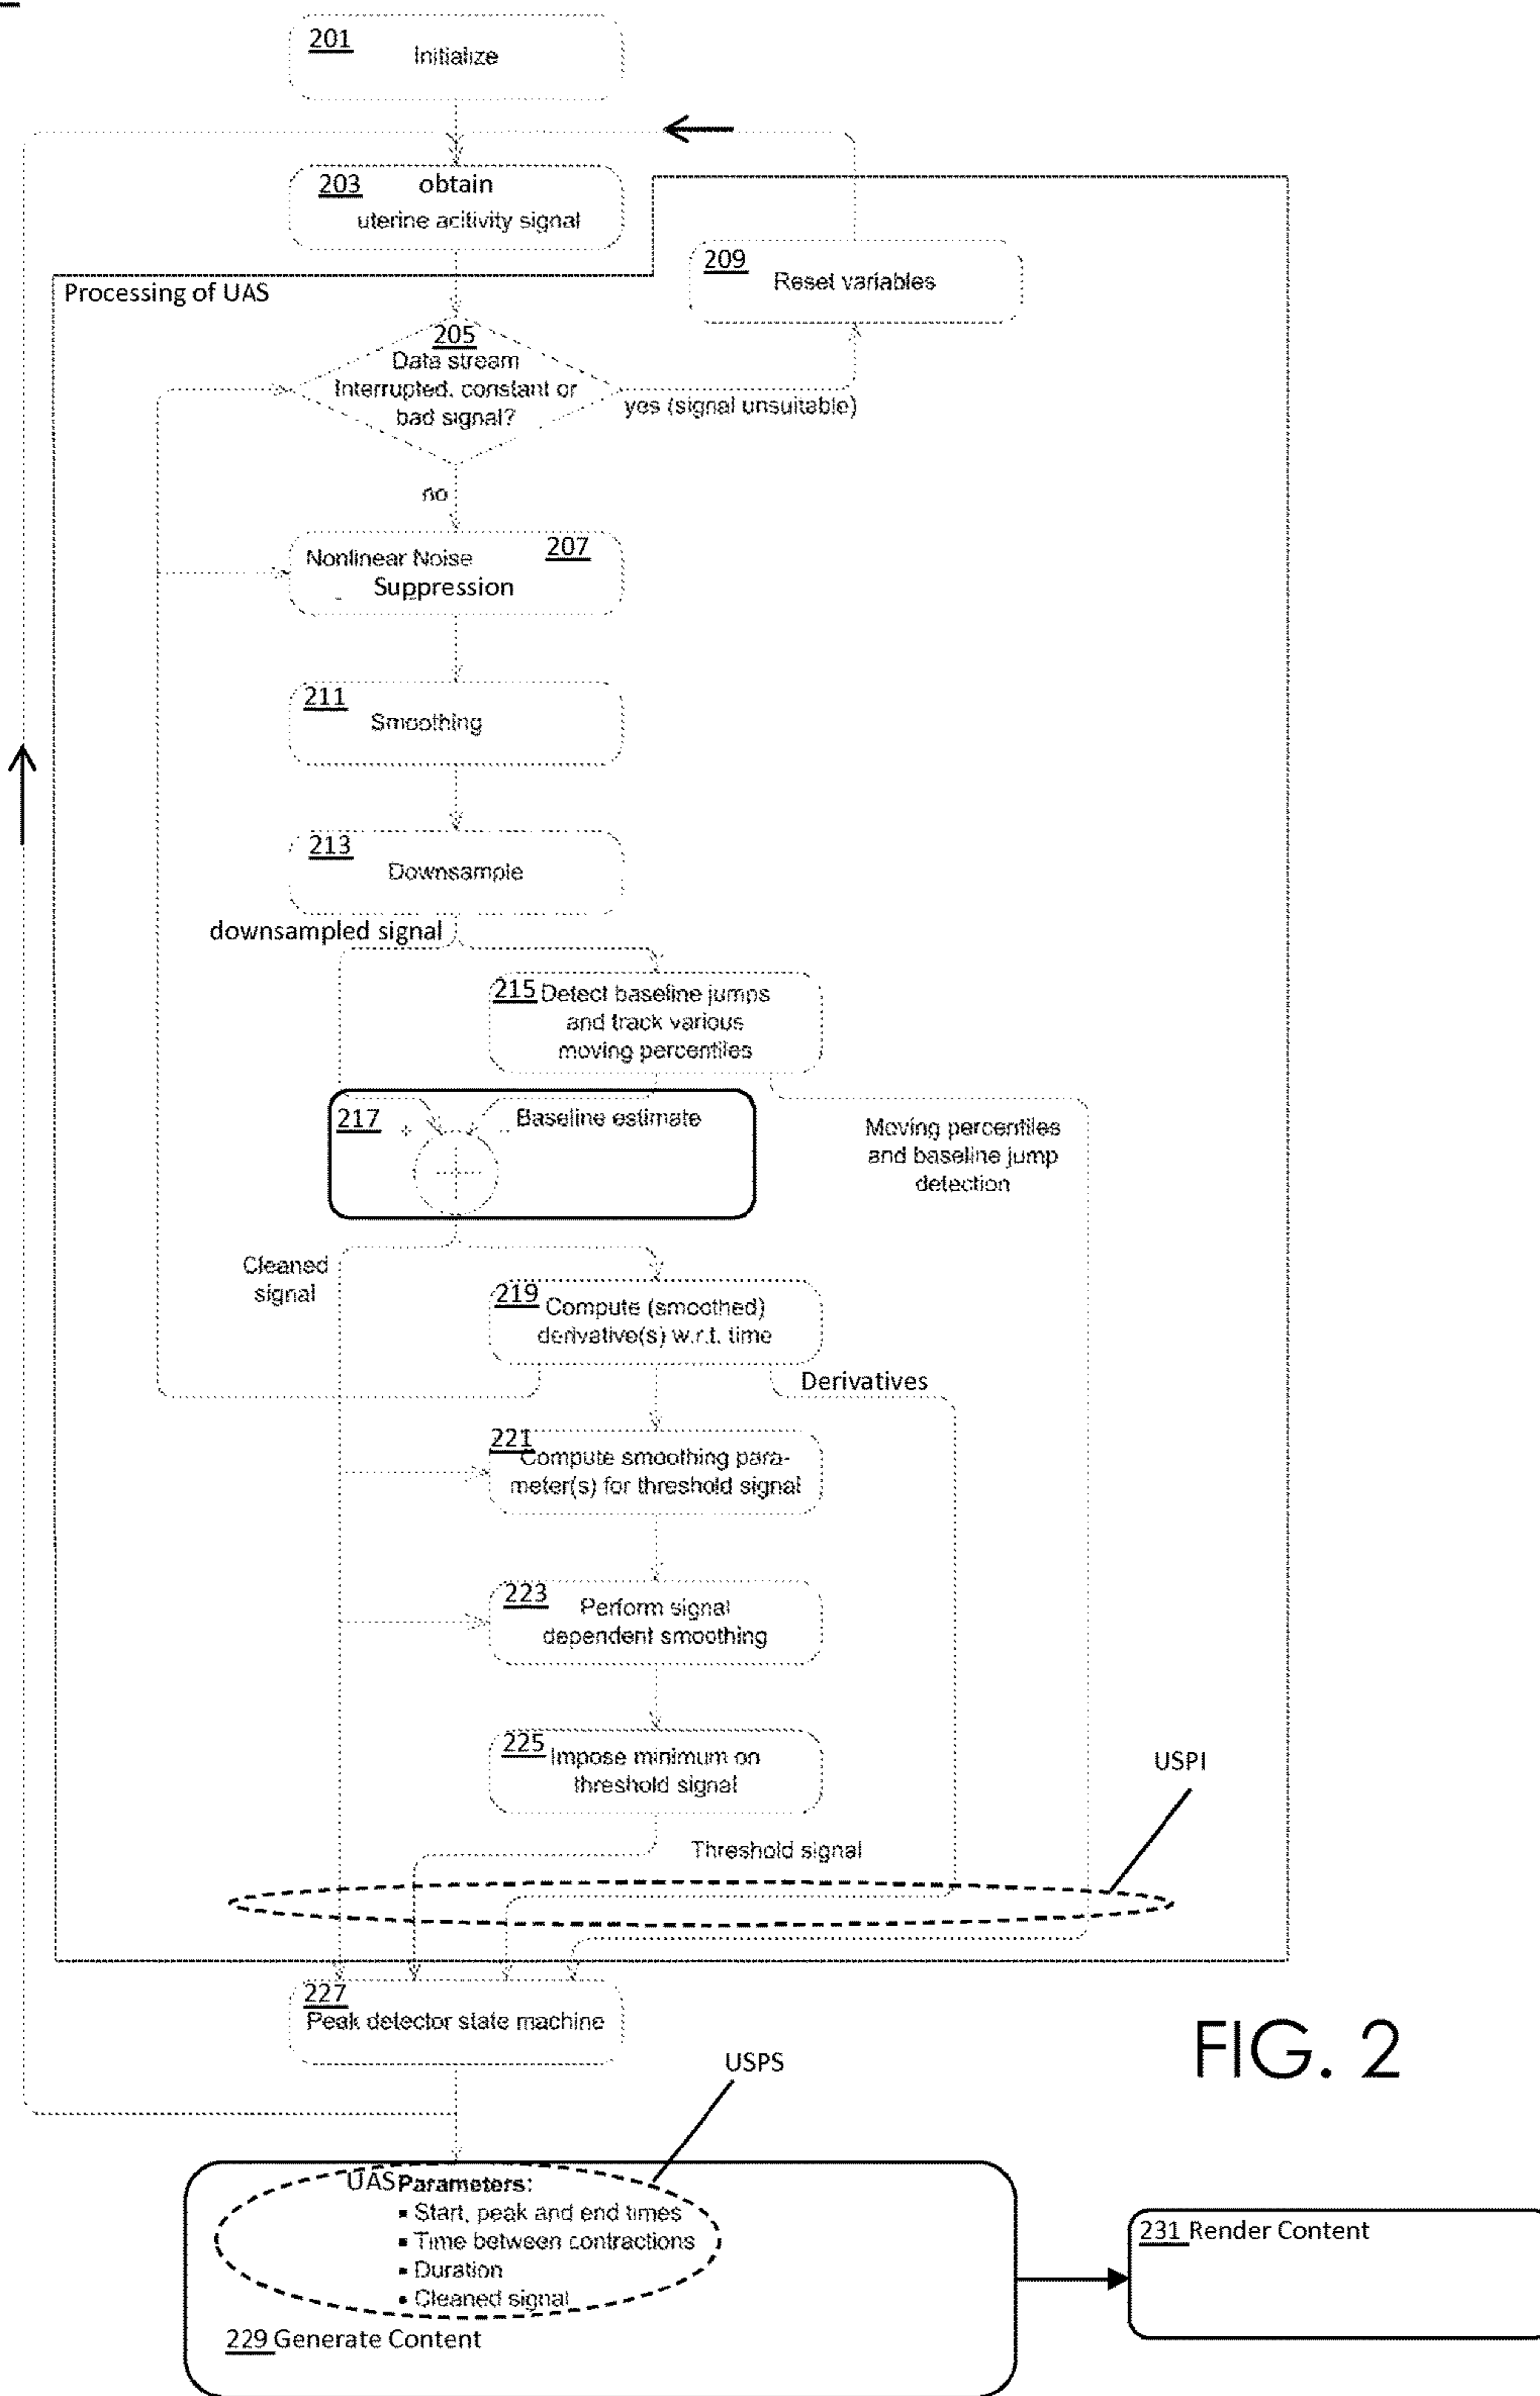 201
Initialize
203 obtain
uterine acitivity signal
Processing of UAS
209
Reset variables
205
Data stream
Interrupted, constant or
bad signal?
yes (signal unsuitable)
no
207
Nonlinear Noise
Suppression
211
Smoothing
213
Downsample
downsampled signal
215 Detect baseline jumps
and track various
moving percentiles
217
+
Baseline estimate
Moving percentiles
and baseline jump
detection
Cleaned
signal
219 Compute (smoothed)
derivative(s) w.r.t. time
Derivatives
221
Compute smoothing para-
meter(s) for threshold signal
223
Perform signal
dependent smoothing
225 Impose minimum on
threshold signal
USPI
Threshold signal
227
Peak detector state machine
FIG. 2
USPS
UAS Parameters:
▪ Start, peak and end times
▪ Time between contractions
▪ Duration
▪ Cleaned signal
229 Generate Content
231 Render Content